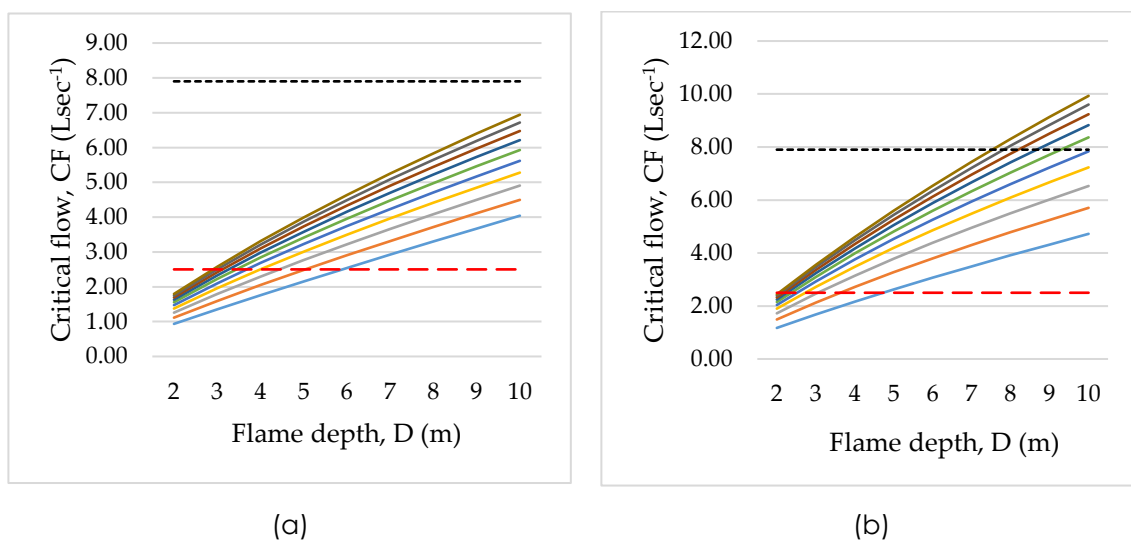 Critical flow, CF (Lsec⁻¹)
9.00
8.00
7.00
6.00
5.00
4.00
3.00
2.00
1.00
0.00
2 3 4 5 6 7 8 9 10
Flame depth, D (m)
(a)
Critical flow, CF (Lsec⁻¹)
12.00
10.00
8.00
6.00
4.00
2.00
0.00
2 3 4 5 6 7 8 9 10
Flame depth, D (m)
(b)